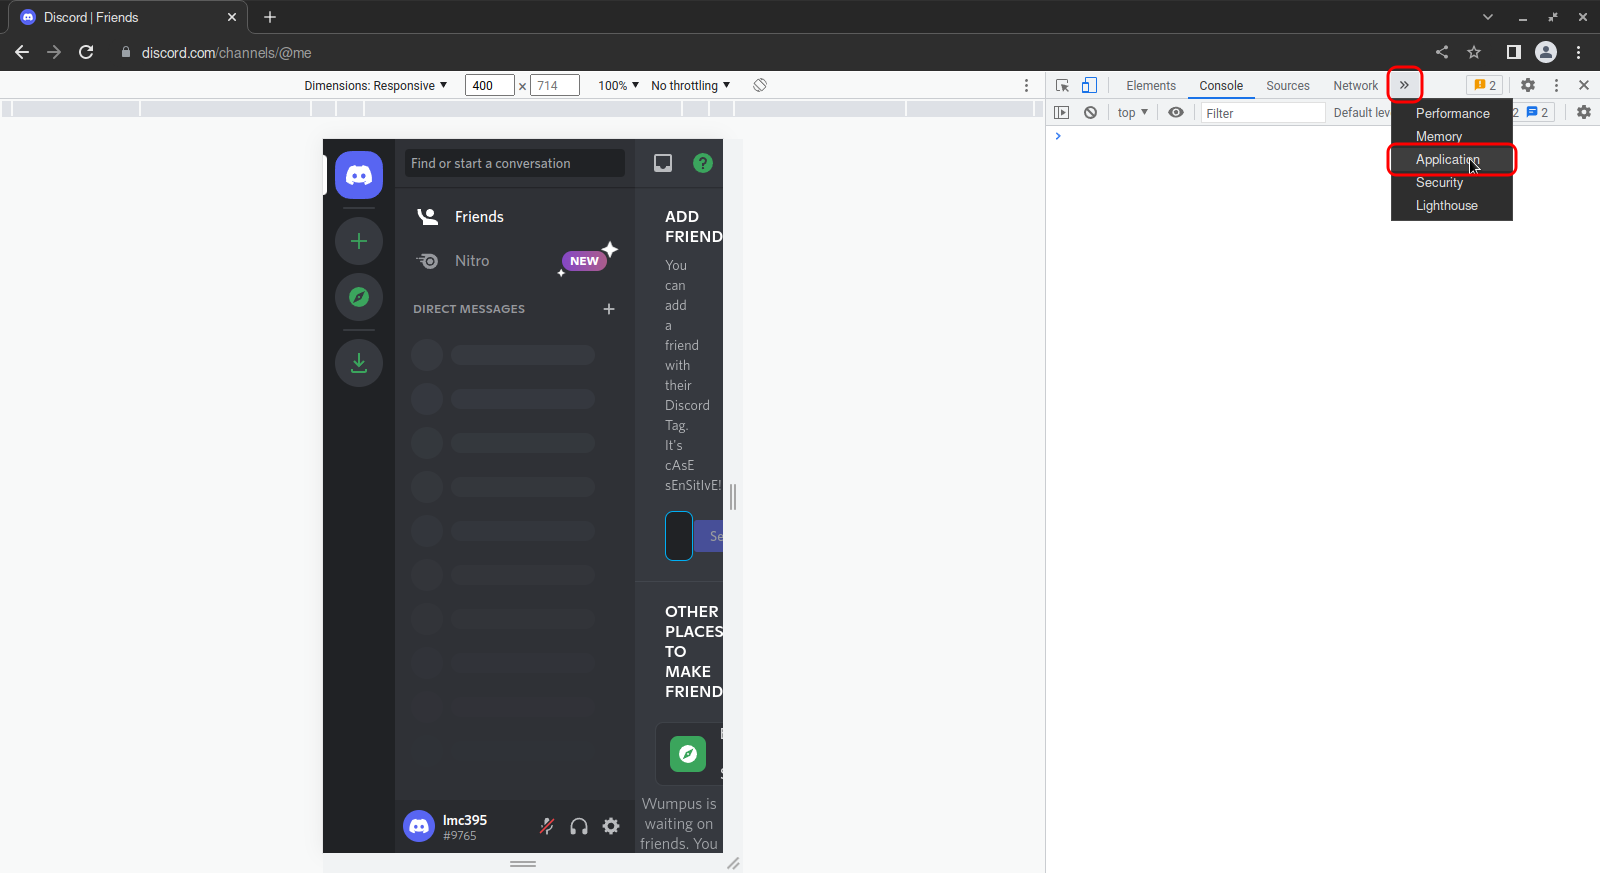 Discord | Friends
discord.com/channels/@me
Dimensions: Responsive 400 × 714 100% No throttling
Elements Console Sources Network » 2
top Filter Default lev 2 2
Performance
Memory
Application
Security
Lighthouse
Find or start a conversation
?
Friends
Nitro NEW
DIRECT MESSAGES
ADD
FRIEND
You
can
add
a
friend
with
their
Discord
Tag.
It's
cAsE
sEnSitIvE!
Se
OTHER
PLACES
TO
MAKE
FRIEND
Wumpus is
waiting on
friends. You
lmc395
#9765